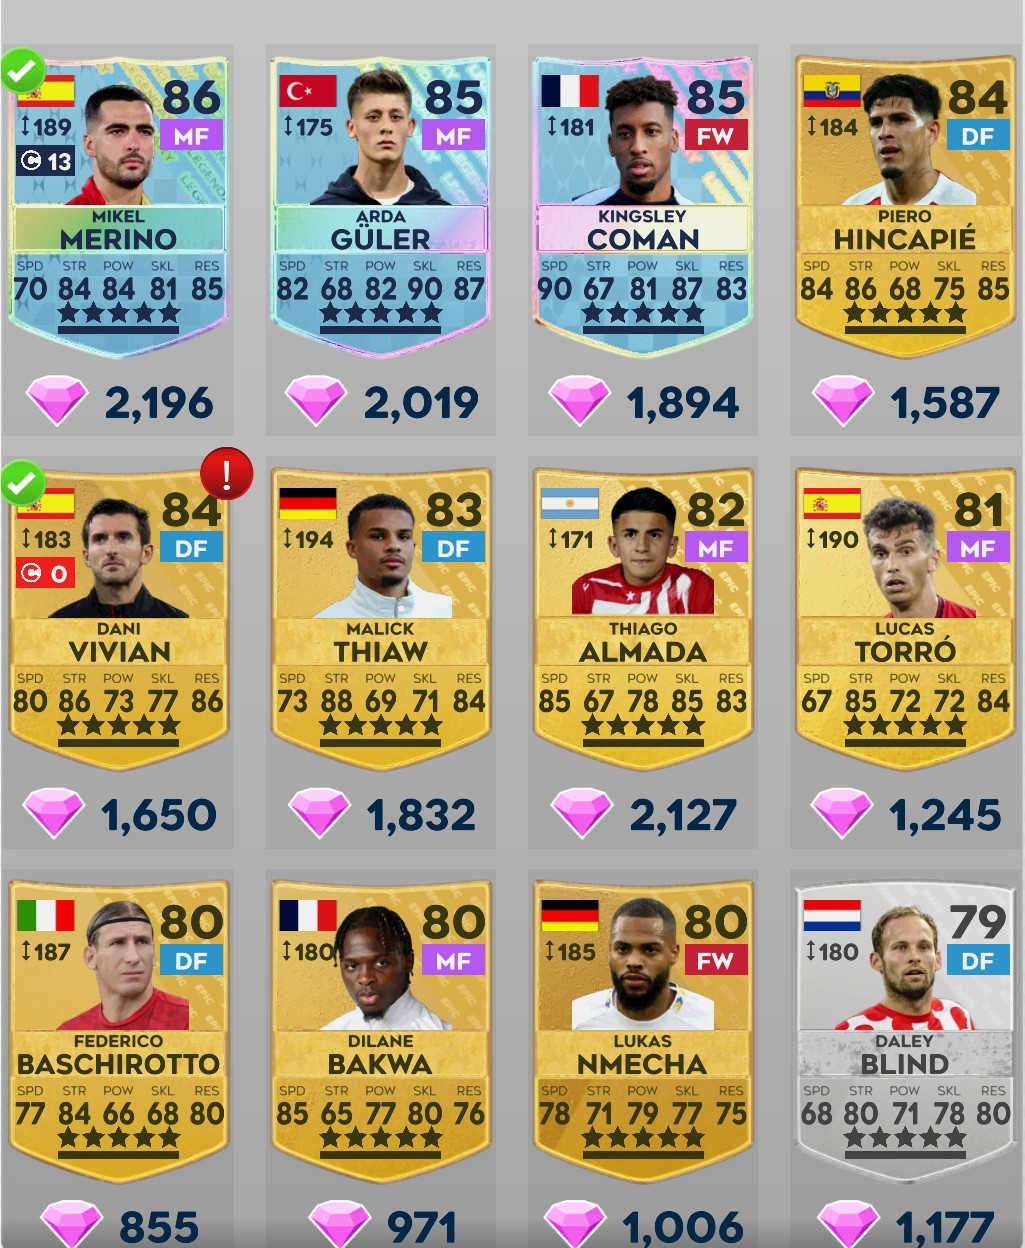 86
85
85
84
↕189
↕175
↕181
↕184
MF
MF
FW
DF
C 13
MIKEL
MERINO
ARDA
GÜLER
KINGSLEY
COMAN
PIERO
HINCAPIÉ
SPD STR POW SKL RES
70 84 84 81 85
SPD STR POW SKL RES
82 68 82 90 87
SPD STR POW SKL RES
90 67 81 87 83
SPD STR POW SKL RES
84 86 68 75 85
2,196
2,019
1,894
1,587
!
84
83
82
81
↕183
↕194
↕171
↕190
DF
DF
MF
MF
C 0
DANI
VIVIAN
MALICK
THIAW
THIAGO
ALMADA
LUCAS
TORRÓ
SPD STR POW SKL RES
80 86 73 77 86
SPD STR POW SKL RES
73 88 69 71 84
SPD STR POW SKL RES
85 67 78 85 83
SPD STR POW SKL RES
67 85 72 72 84
1,650
1,832
2,127
1,245
80
80
80
79
↕187
↕180
↕185
↕180
DF
MF
FW
DF
FEDERICO
BASCHIROTTO
DILANE
BAKWA
LUKAS
NMECHA
DALEY
BLIND
SPD STR POW SKL RES
77 84 66 68 80
SPD STR POW SKL RES
85 65 77 80 76
SPD STR POW SKL RES
78 71 79 77 75
SPD STR POW SKL RES
68 80 71 78 80
855
971
1,006
1,177